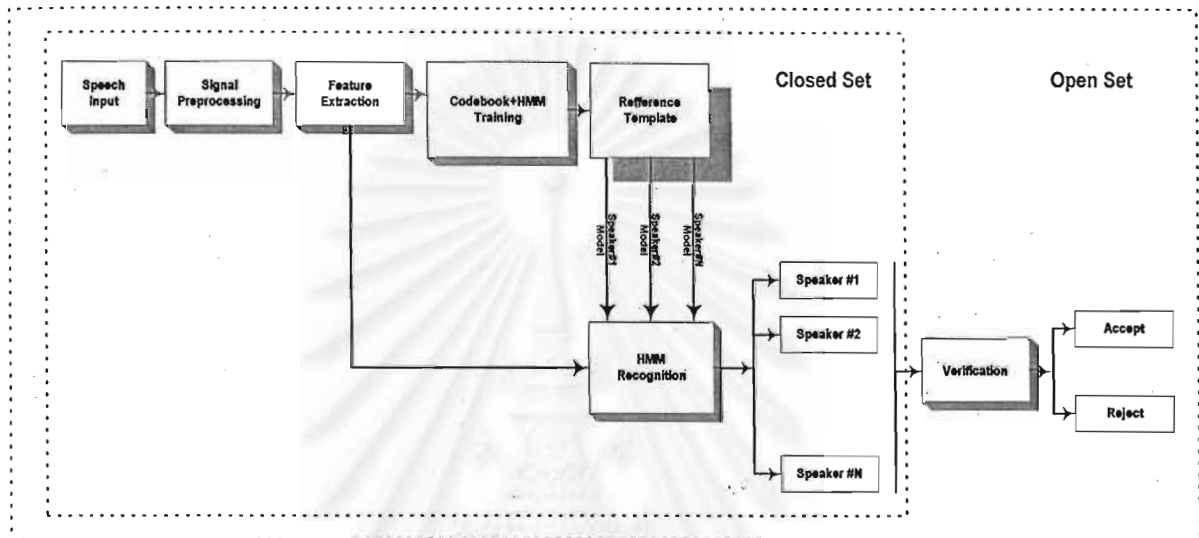 Speech
Input
Signal
Preprocessing
Feature
Extraction
Codebook+HMM
Training
Refference
Template
Closed Set
Open Set
Speaker#1
Model
Speaker#2
Model
Speaker#N
Model
HMM
Recognition
Speaker #1
Speaker #2
Speaker #N
Verification
Accept
Reject